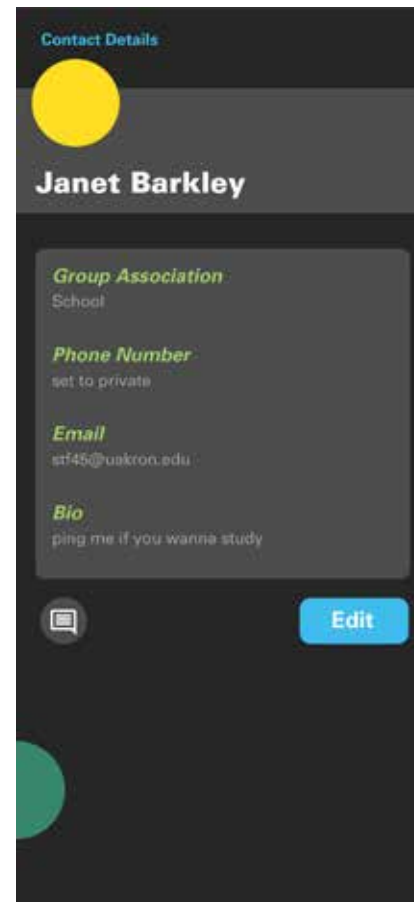 Contact Details
Janet Barkley
Group Association
School
Phone Number
set to private
Email
stf45@uakron.edu
Bio
ping me if you wanna study
Edit